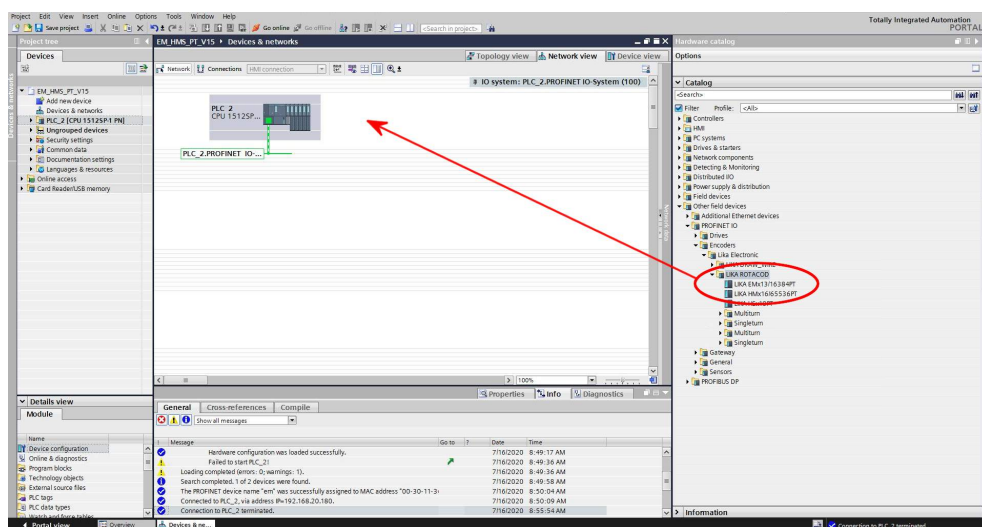 Project Edit View Insert Online Options Tools Window Help
Totally Integrated Automation
PORTAL
Save project
Go online
Go offline
<Search in project>
Project tree
EM_HMS_PT_V15 ▸ Devices & networks
Hardware catalog
Devices
Topology view
Network view
Device view
Options
Network
Connections
HMI connection
IO system: PLC_2.PROFINET IO-System (100)
Catalog
<Search>
Filter
Profile:
<All>
EM_HMS_PT_V15
Add new device
Devices & networks
PLC_2 [CPU 1512SP-1 PN]
Ungrouped devices
Security settings
Common data
Documentation settings
Languages & resources
Online access
Card Reader/USB memory
Devices & networks
PLC_2
CPU 1512SP...
PLC_2.PROFINET IO-...
Network data
Controllers
HMI
PC systems
Drives & starters
Network components
Detecting & Monitoring
Distributed I/O
Power supply & distribution
Field devices
Other field devices
Additional Ethernet devices
PROFINET IO
Drives
Encoders
Lika Electronic
LIKA ROTACOD
LIKA EMx13/16384PT
LIKA HMx16/65536PT
Multiturn
Singleturn
Multiturn
Singleturn
Gateway
General
Sensors
PROFIBUS DP
100%
Properties
Info
Diagnostics
Details view
Module
Name
Device configuration
Online & diagnostics
Program blocks
Technology objects
External source files
PLC tags
PLC data types
Watch and force tables
General
Cross-references
Compile
Show all messages
! Message Go to ? Date Time
Hardware configuration was loaded successfully. 7/16/2020 8:49:17 AM
Failed to start PLC_2! 7/16/2020 8:49:36 AM
Loading completed (errors: 0; warnings: 1). 7/16/2020 8:49:36 AM
Search completed. 1 of 2 devices were found. 7/16/2020 8:49:58 AM
The PROFINET device name "em" was successfully assigned to MAC address "00-30-11-3 7/16/2020 8:50:04 AM
Connected to PLC_2, via address IP=192.168.20.180. 7/16/2020 8:50:09 AM
Connection to PLC_2 terminated. 7/16/2020 8:55:54 AM
Information
Portal view
Overview
Devices & ne...
Connection to PLC_2 terminated.